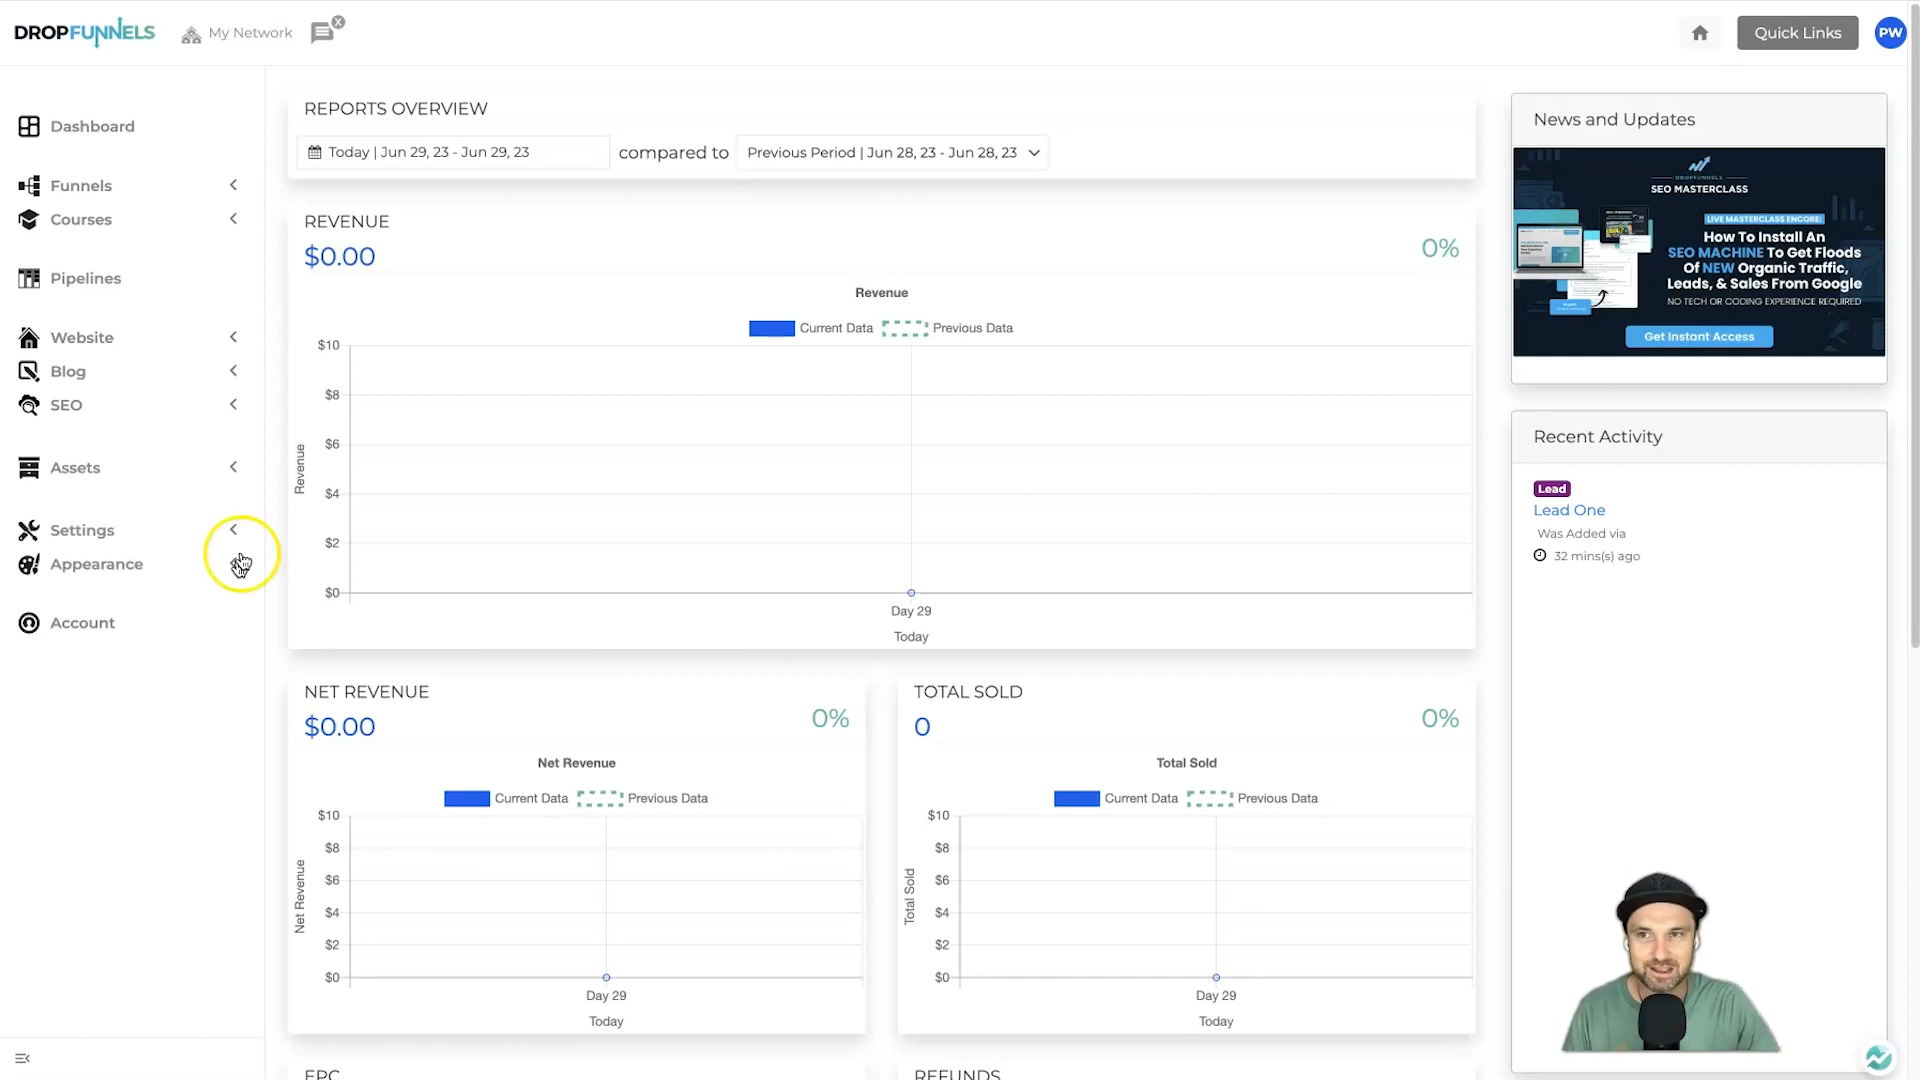 DROPFUNNELS
My Network
X
Quick Links
PW
Dashboard
Funnels
Courses
Pipelines
Website
Blog
SEO
Assets
Settings
Appearance
Account
REPORTS OVERVIEW
Today | Jun 29, 23 - Jun 29, 23
compared to
Previous Period | Jun 28, 23 - Jun 28, 23
REVENUE
$0.00
0%
Revenue
Current Data
Previous Data
$10
$8
$6
$4
$2
$0
Revenue
Day 29
Today
NET REVENUE
$0.00
0%
Net Revenue
Current Data
Previous Data
$10
$8
$6
$4
$2
$0
Net Revenue
Day 29
Today
TOTAL SOLD
0
0%
Total Sold
Current Data
Previous Data
$10
$8
$6
$4
$2
$0
Total Sold
Day 29
Today
EPC
REFUNDS
News and Updates
DROPFUNNELS
SEO MASTERCLASS
LIVE MASTERCLASS ENCORE:
How To Install An
SEO MACHINE To Get Floods
Of NEW Organic Traffic,
Leads, & Sales From Google
NO TECH OR CODING EXPERIENCE REQUIRED
Get Instant Access
Recent Activity
Lead
Lead One
Was Added via
32 mins(s) ago